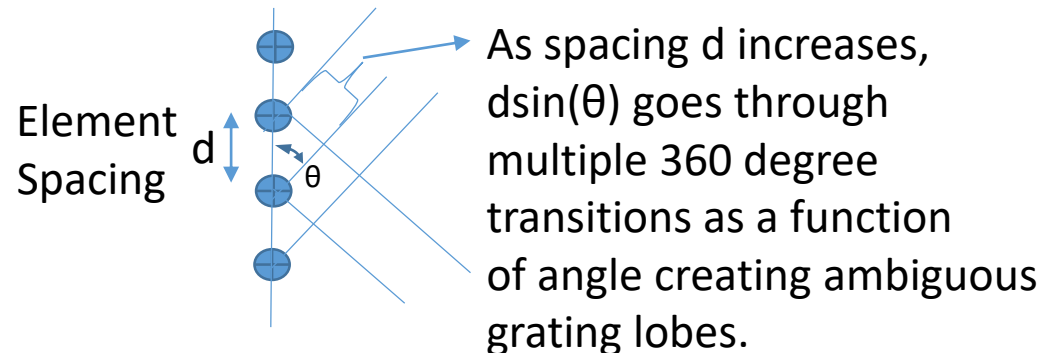 As spacing d increases,
dsin(θ) goes through
multiple 360 degree
transitions as a function
of angle creating ambiguous
grating lobes.
Element
Spacing
d
θ